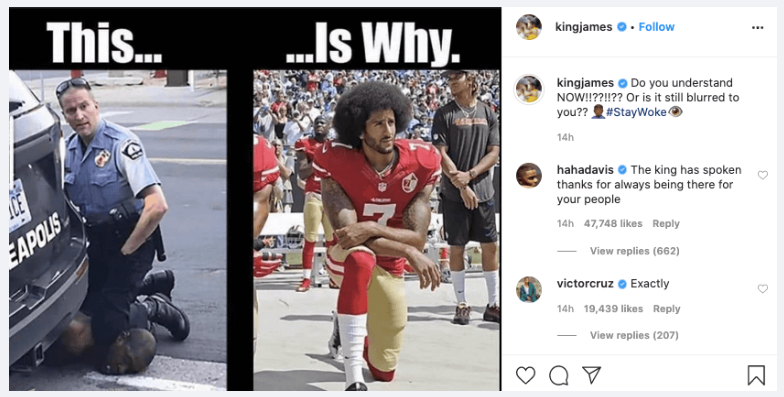 This...
...Is Why.
ICE
EAPOLIS
7
7
kingjames • Follow
kingjames Do you understand
NOW!!??!!?? Or is it still blurred to
you?? 🤦🏾‍♂️ #StayWoke👁
14h
hahadavis The king has spoken
thanks for always being there for
your people
14h 47,748 likes Reply
View replies (662)
victorcruz Exactly
14h 19,439 likes Reply
View replies (207)